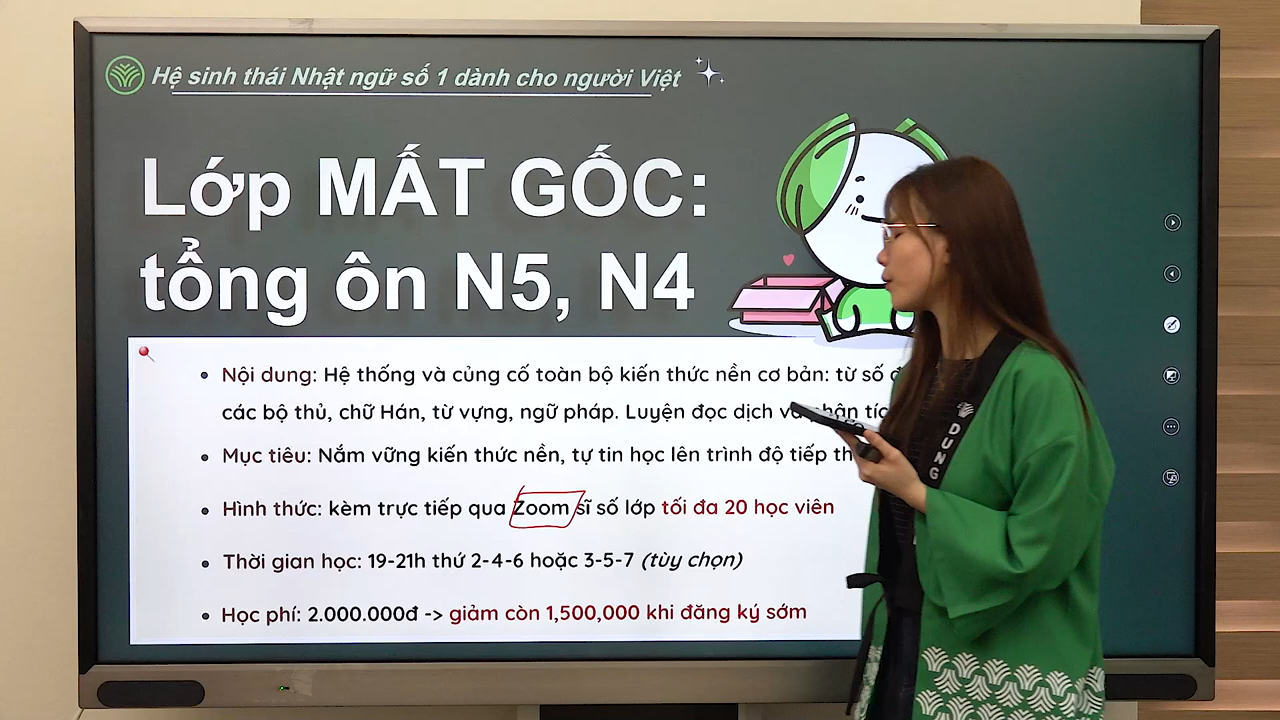 Hệ sinh thái Nhật ngữ số 1 dành cho người Việt
Lớp MẤT GỐC:
tổng ôn N5, N4
Nội dung: Hệ thống và củng cố toàn bộ kiến thức nền cơ bản: từ số
các bộ thủ, chữ Hán, từ vựng, ngữ pháp. Luyện đọc dịch
Mục tiêu: Nắm vững kiến thức nền, tự tin học lên trình độ tiếp
Hình thức: kèm trực tiếp qua Zoom sĩ số lớp tối đa 20 học viên
Thời gian học: 19-21h thứ 2-4-6 hoặc 3-5-7 (tùy chọn)
Học phí: 2.000.000đ -> giảm còn 1,500,000 khi đăng ký sớm
DUNG